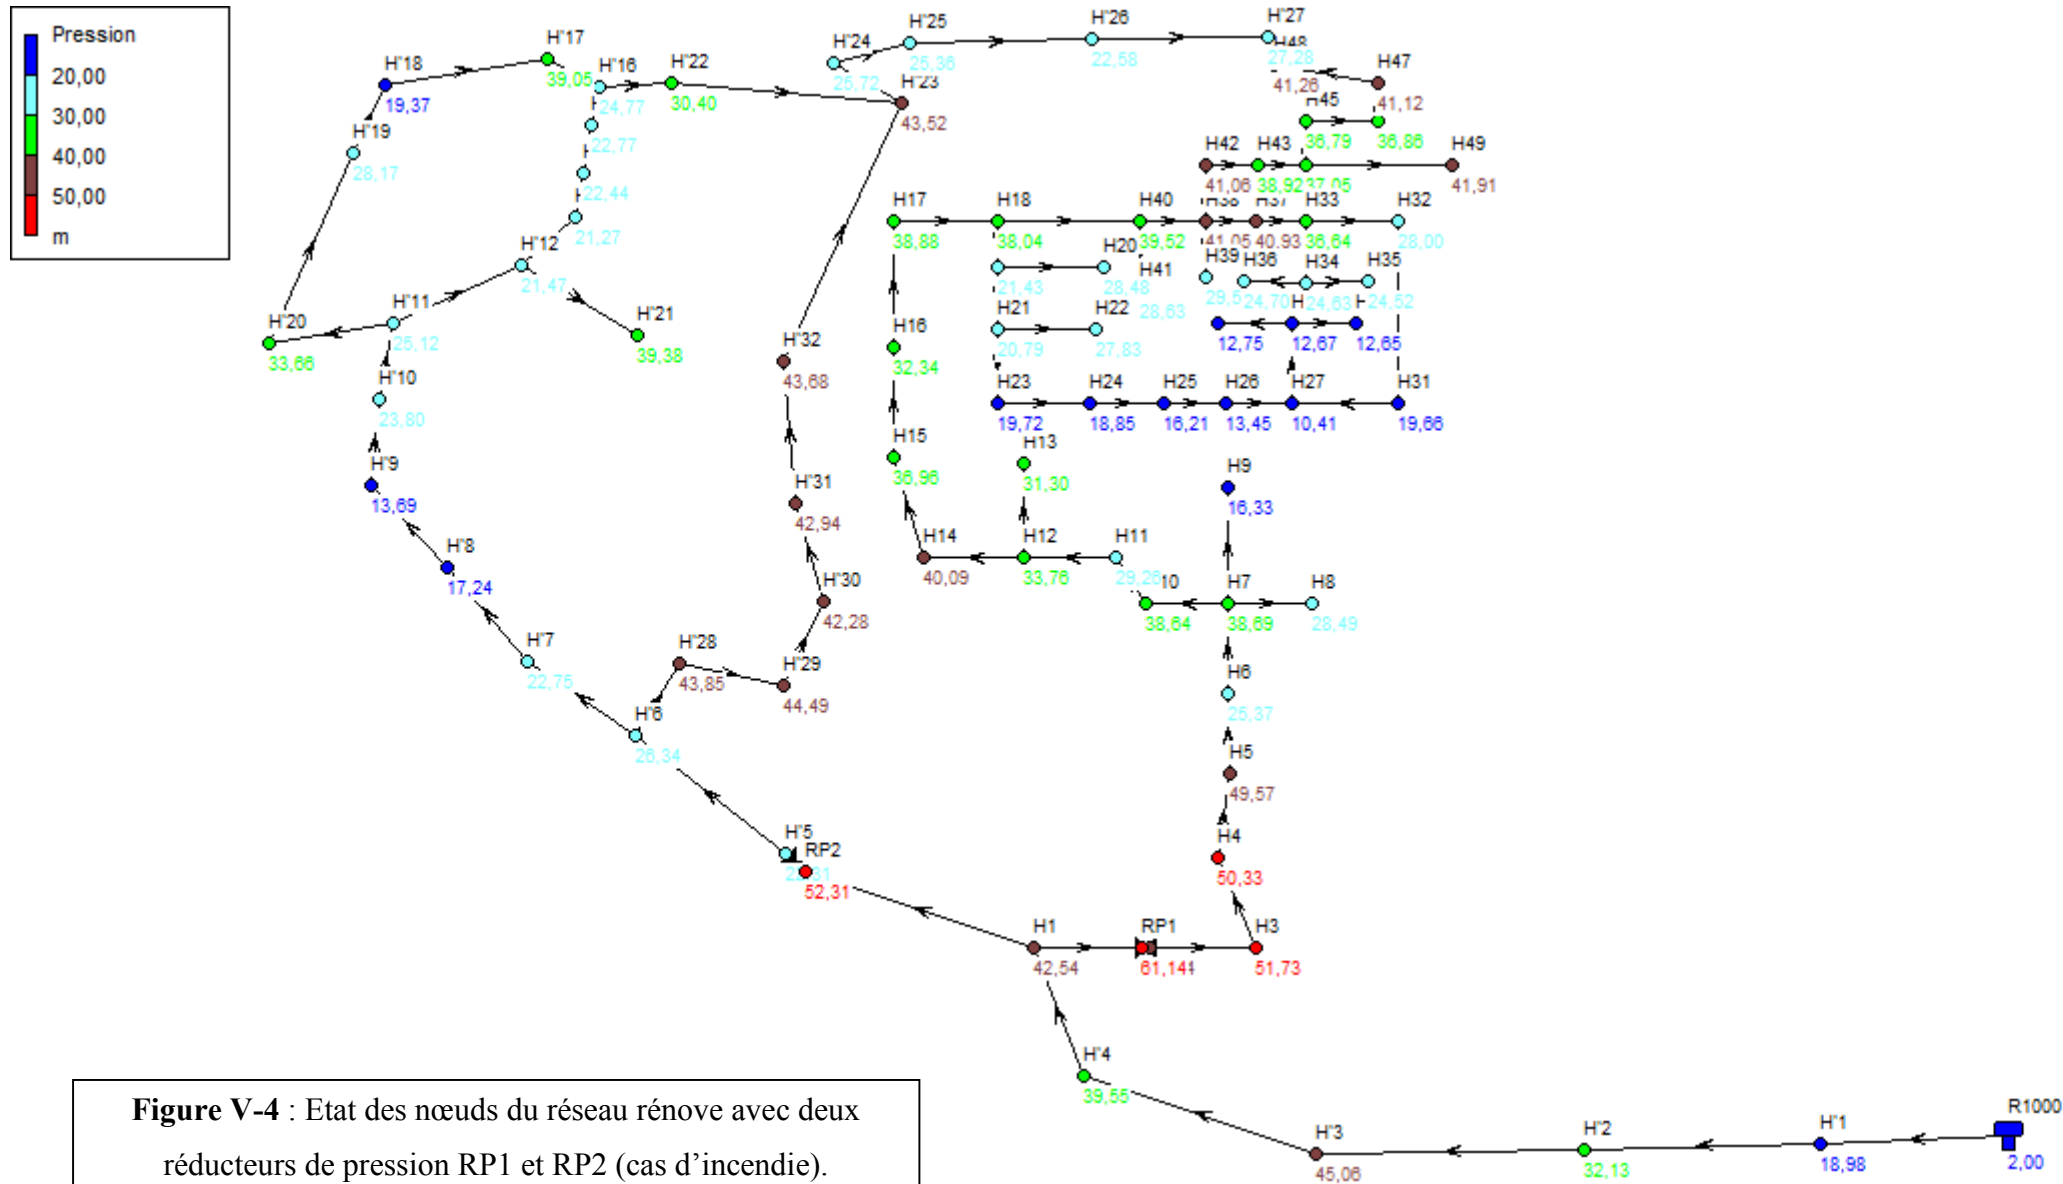 Pression
20,00
30,00
40,00
50,00
m
H'18
19,37
H'17
39,05
H'16
24,77
H'22
30,40
H'24
25,72
H'25
25,36
H'26
22,58
H'27
27,28
H48
41,26
H47
41,12
H'23
43,52
H'19
28,17
22,77
22,44
21,27
H45
36,79
36,86
H42
41,06
H43
38,92
37,05
H49
41,91
H'12
21,47
H17
38,88
H18
38,04
H40
39,52
H38
41,05
H37
40,93
H33
36,64
H32
28,00
H'20
33,66
H'11
25,12
H'21
39,38
21,43
H20
28,48
H41
28,63
H39
29,5
H36
24,70
H34
24,63
H35
24,52
H21
20,79
H22
27,83
H
12,75
12,67
H
12,65
H'32
43,68
H16
32,34
H'10
23,80
H23
19,72
H24
18,85
H25
16,21
H26
13,45
H27
10,41
H31
19,66
H'9
13,69
H'31
42,94
H15
36,96
H13
31,30
H9
16,33
H'8
17,24
H14
40,09
H12
33,76
H11
29,26
10
38,64
H7
38,69
H8
28,49
H'30
42,28
H'7
22,75
H'28
43,85
H'29
44,49
H6
25,37
H'6
26,34
H5
49,57
H'5
RP2
52,31
H4
50,33
H1
42,54
RP1
61,14
H3
51,73
H'4
39,55
H'3
45,06
H'2
32,13
H'1
18,98
R1000
2,00
Figure V-4 : Etat des nœuds du réseau rénove avec deux
réducteurs de pression RP1 et RP2 (cas d’incendie).